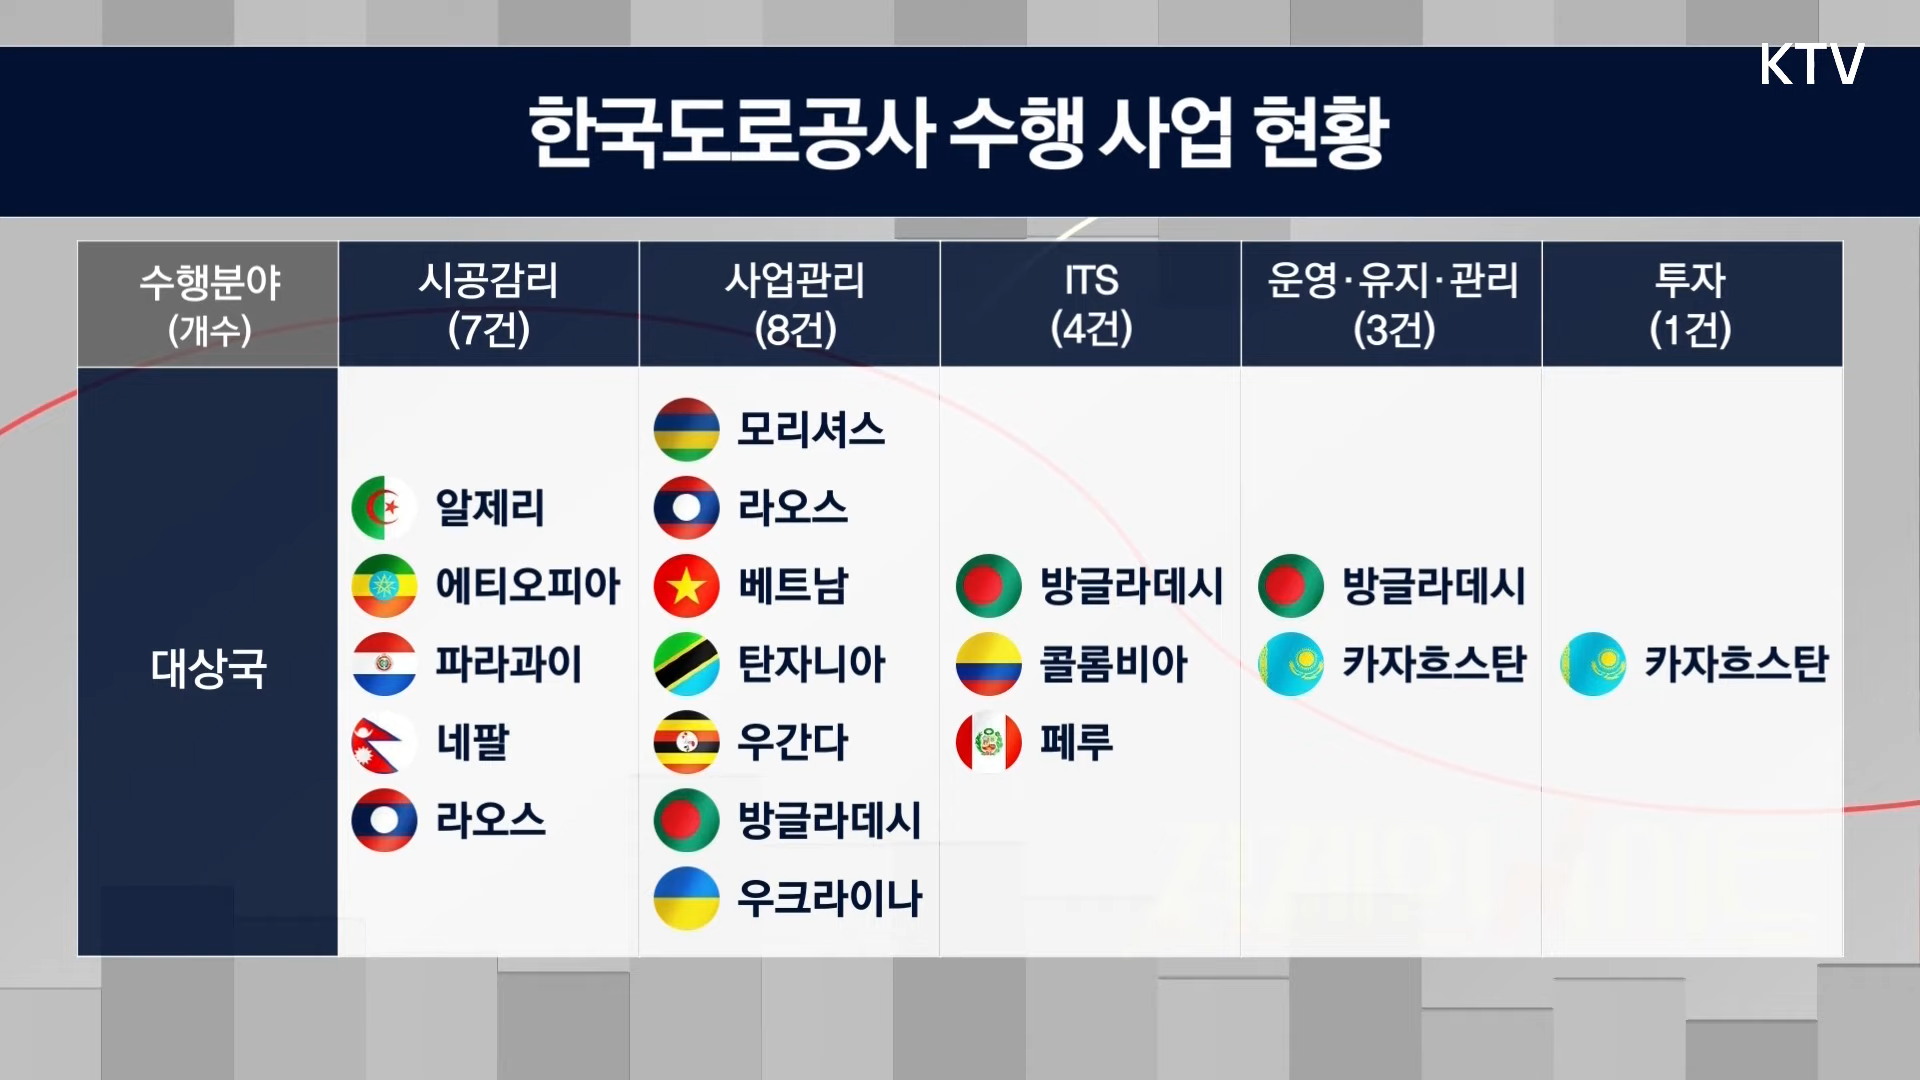 KTV
한국도로공사 수행 사업 현황
수행분야
(개수)
시공감리
(7건)
사업관리
(8건)
ITS
(4건)
운영·유지·관리
(3건)
투자
(1건)
대상국
알제리
에티오피아
파라과이
네팔
라오스
모리셔스
라오스
베트남
탄자니아
우간다
방글라데시
우크라이나
방글라데시
콜롬비아
페루
방글라데시
카자흐스탄
카자흐스탄